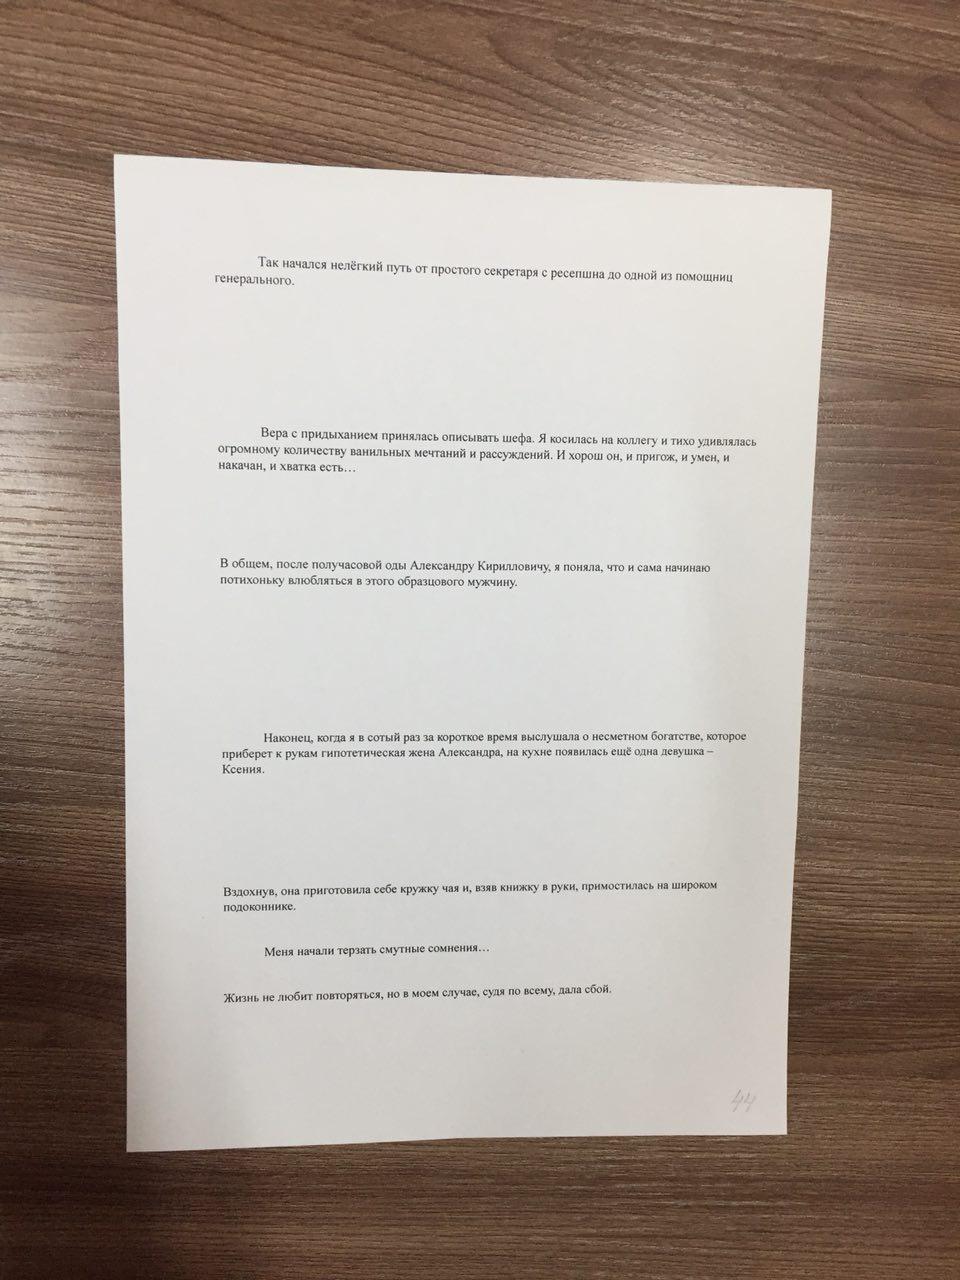 Так начался нелёгкий путь от простого секретаря с ресепшна до одной из помощниц
генерального.
Вера с придыханием принялась описывать шефа. Я косилась на коллегу и тихо удивлялась
огромному количеству ванильных мечтаний и рассуждений. И хорош он, и пригож, и умен, и
накачан, и хватка есть…
В общем, после получасовой оды Александру Кирилловичу, я поняла, что и сама начинаю
потихоньку влюбляться в этого образцового мужчину.
Наконец, когда я в сотый раз за короткое время выслушала о несметном богатстве, которое
приберет к рукам гипотетическая жена Александра, на кухне появилась ещё одна девушка –
Ксения.
Вздохнув, она приготовила себе кружку чая и, взяв книжку в руки, примостилась на широком
подоконнике.
Меня начали терзать смутные сомнения…
Жизнь не любит повторяться, но в моем случае, судя по всему, дала сбой.
44